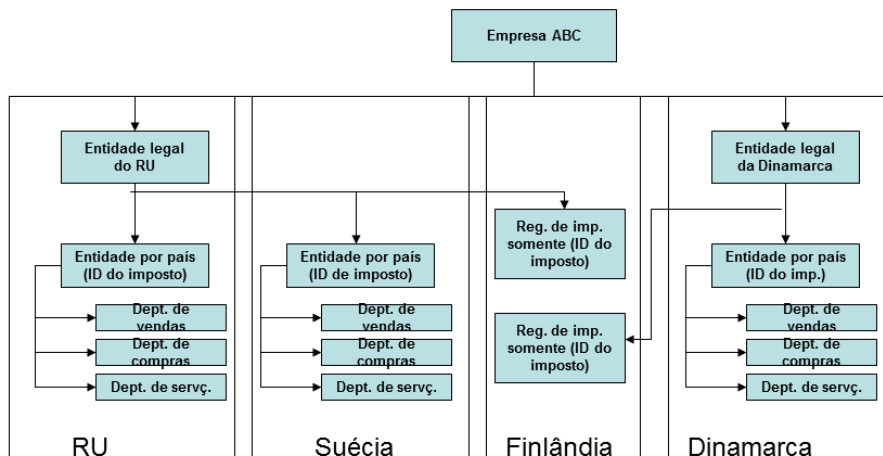 Empresa ABC
Entidade legal
do RU
Entidade legal
da Dinamarca
Reg. de imp.
somente (ID do
imposto)
Entidade por país
(ID do imposto)
Entidade por país
(ID de imposto)
Entidade por país
(ID do imp.)
Dept. de
vendas
Dept. de
vendas
Dept. de
vendas
Reg. de imp.
somente (ID do
imposto)
Dept. de
compras
Dept. de
compras
Dept. de
compras
Dept. de servç.
Dept. de servç.
Dept. de servç.
RU
Suécia
Finlândia
Dinamarca